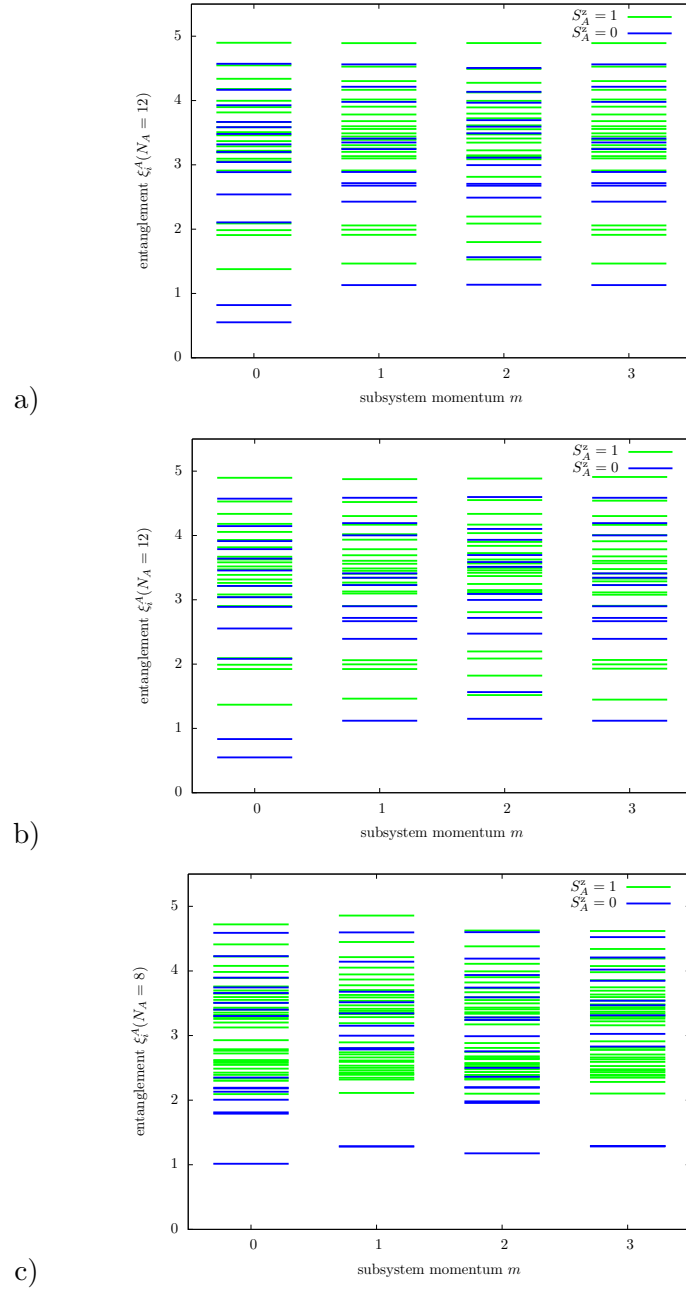 5
4
3
2
1
0
entanglement ξ_i^A(N_A = 12)
S_A^z = 1
S_A^z = 0
0 1 2 3
subsystem momentum m
a)
5
4
3
2
1
0
entanglement ξ_i^A(N_A = 12)
S_A^z = 1
S_A^z = 0
0 1 2 3
subsystem momentum m
b)
5
4
3
2
1
0
entanglement ξ_i^A(N_A = 8)
S_A^z = 1
S_A^z = 0
0 1 2 3
subsystem momentum m
c)